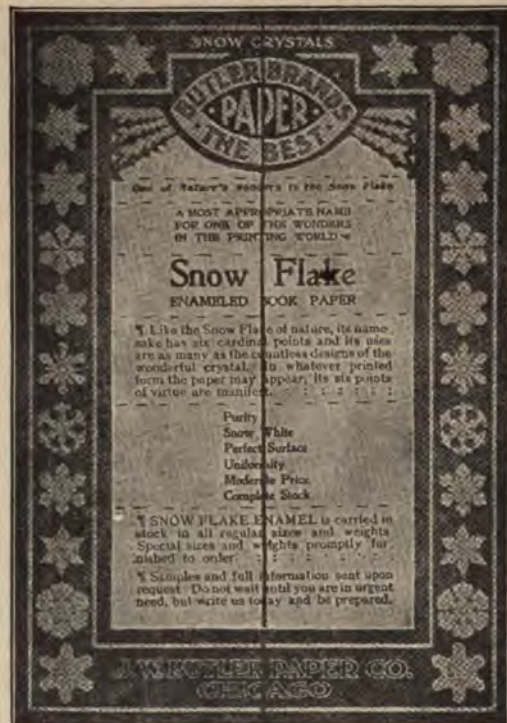 SNOW CRYSTALS
BUTLER BRANDS
·PAPER·
·THE BEST·
One of Nature's Wonders is the Snow Flake
A MOST APPROPRIATE NAME
FOR ONE OF THE WONDERS
IN THE PRINTING WORLD
Snow Flake
ENAMELED BOOK PAPER
¶ Like the Snow Flake of nature, its name
sake has six cardinal points and its uses
are as many as the countless designs of the
wonderful crystal. In whatever printed
form the paper may appear, its six points
of virtue are manifest. : : : : : :
Purity
Snow White
Perfect Surface
Uniformity
Moderate Price
Complete Stock
¶ SNOW FLAKE ENAMEL is carried in
stock in all regular sizes and weights
Special sizes and weights promptly fur
nished to order. : : : : : : :
¶ Samples and full information sent upon
request. Do not wait until you are in urgent
need, but write us today and be prepared.
J. W. BUTLER PAPER CO.
CHICAGO